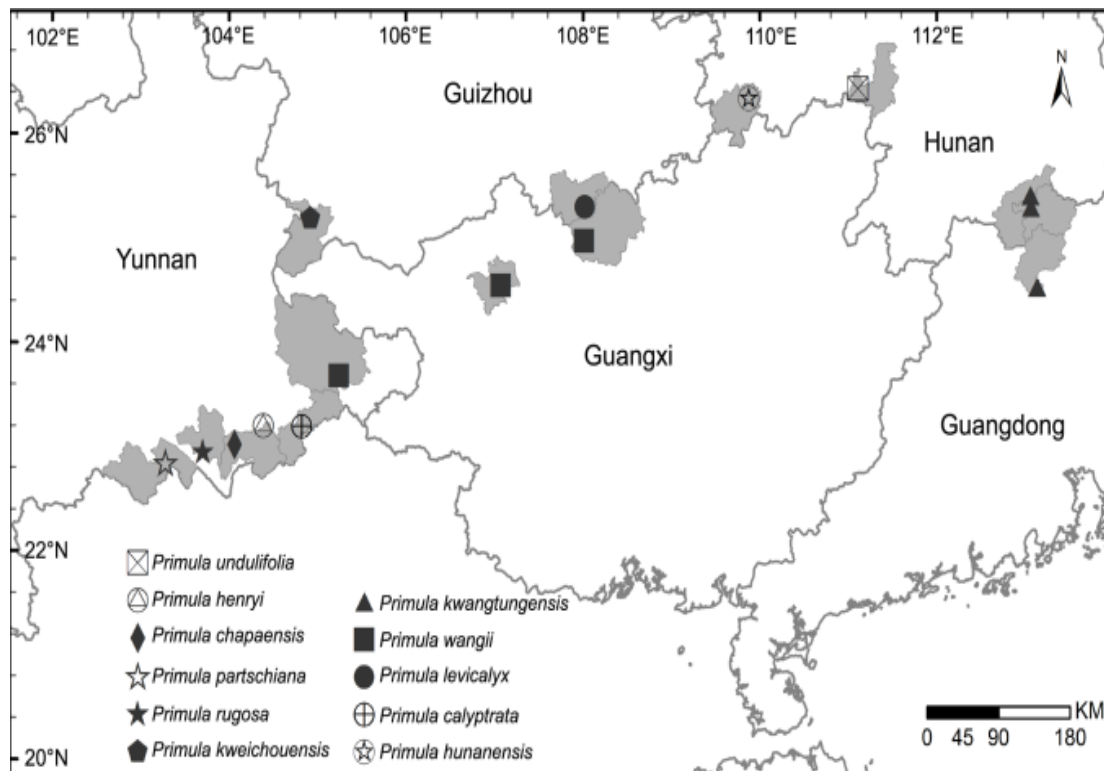 102°E 104°E 106°E 108°E 110°E 112°E
N
Guizhou
26°N
Hunan
Yunnan
24°N
Guangxi
Guangdong
22°N
Primula undulifolia
Primula henryi
Primula chapaensis
Primula partschiana
Primula rugosa
Primula kweichouensis
Primula kwangtungensis
Primula wangii
Primula levicalyx
Primula calyptrata
Primula hunanensis
KM
0 45 90 180
20°N